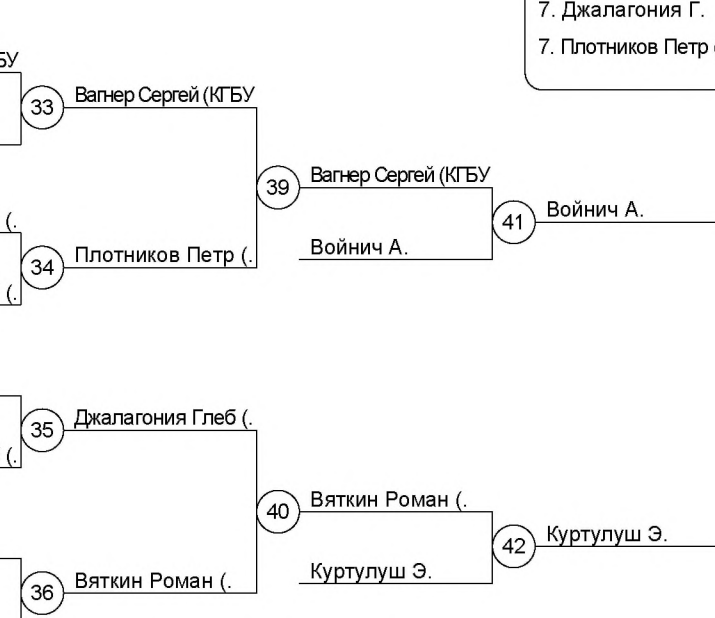 7. Джалагония Г.
7. Плотников Петр (
БУ
33 Вагнер Сергей (КГБУ
39 Вагнер Сергей (КГБУ
41 Войнич А.
(.
34 Плотников Петр (.
Войнич А.
(.
35 Джалагония Глеб (.
(.
40 Вяткин Роман (.
42 Куртулуш Э.
Куртулуш Э.
36 Вяткин Роман (.